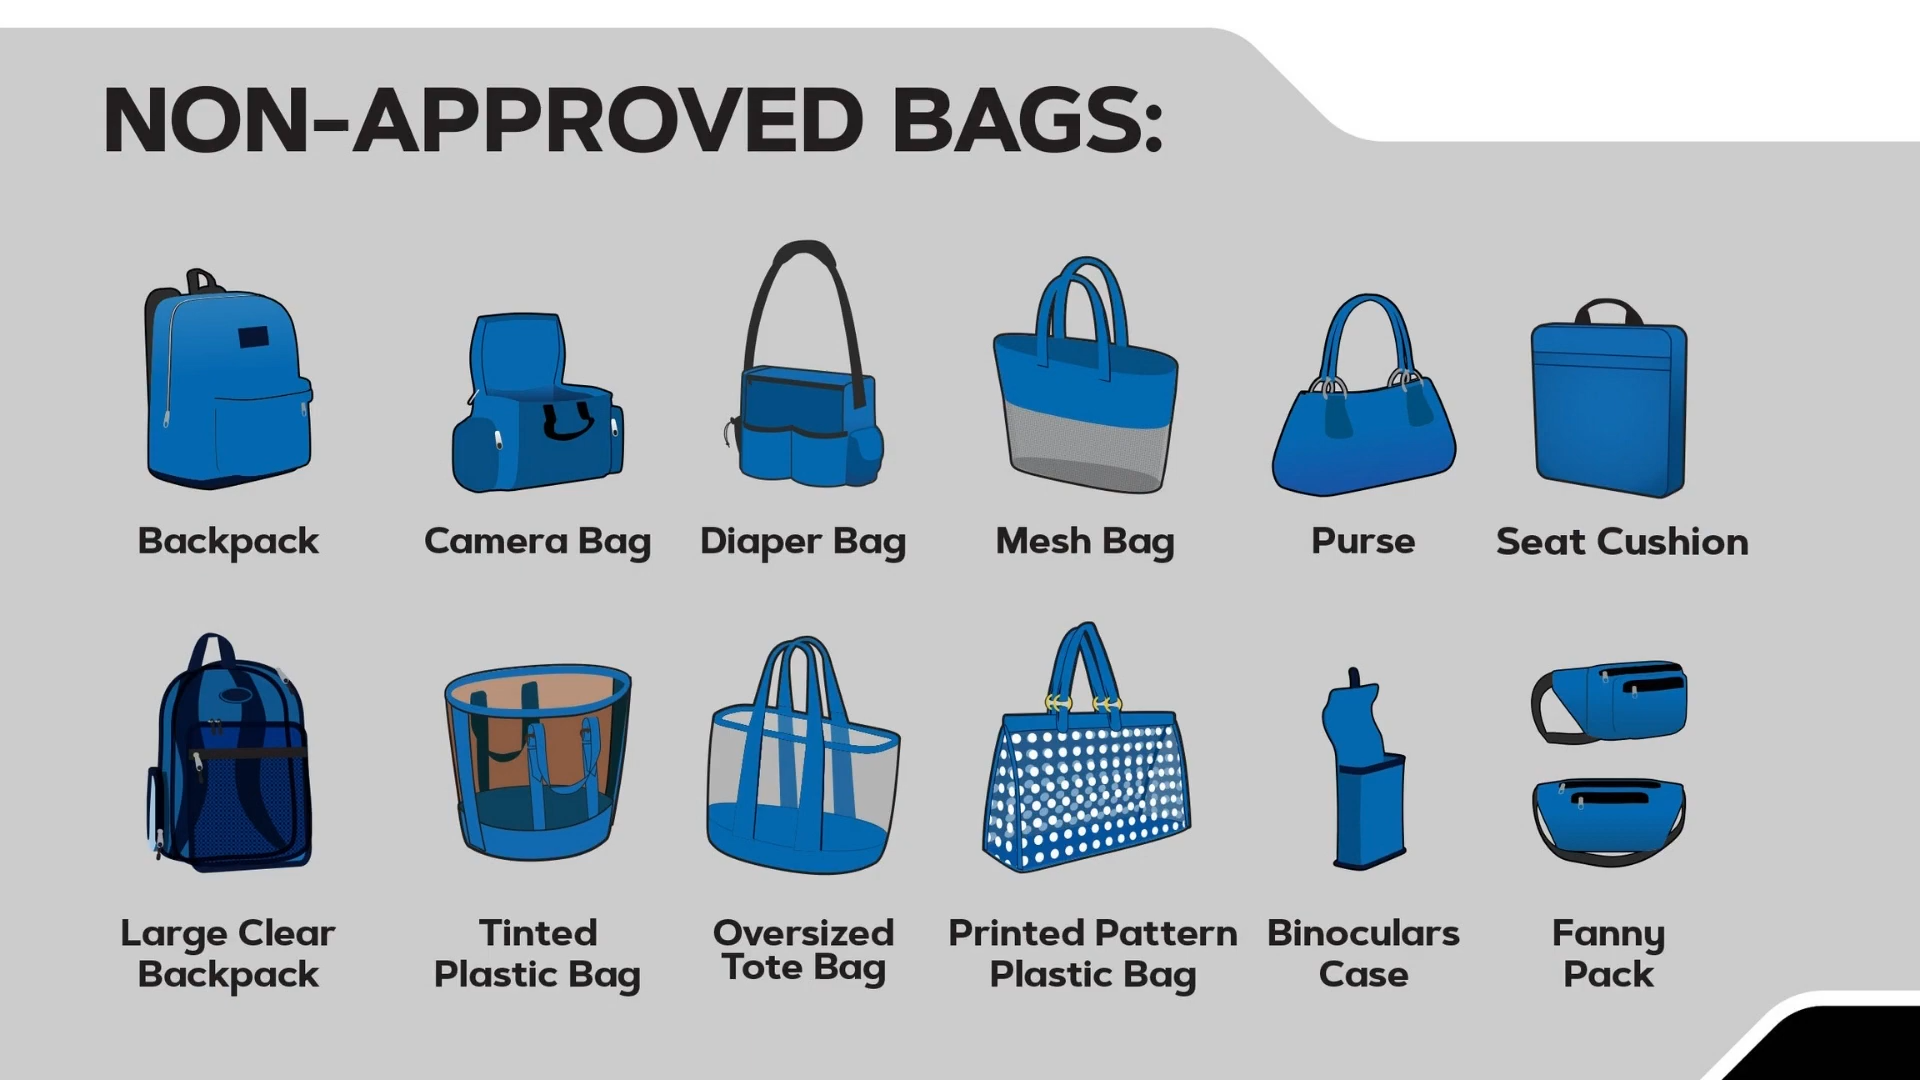 NON-APPROVED BAGS:
Backpack
Camera Bag
Diaper Bag
Mesh Bag
Purse
Seat Cushion
Large Clear
Backpack
Tinted
Plastic Bag
Oversized
Tote Bag
Printed Pattern
Plastic Bag
Binoculars
Case
Fanny
Pack